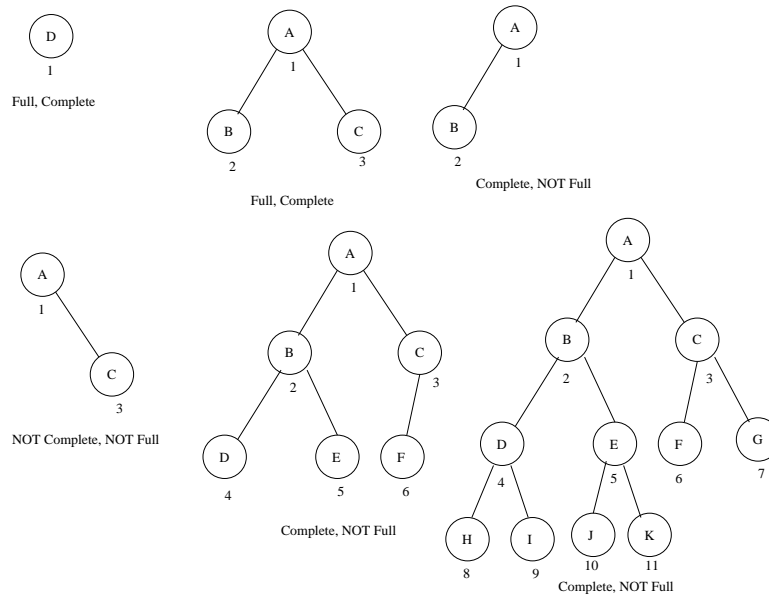 D
1
Full, Complete
A
1
B
2
C
3
Full, Complete
A
1
B
2
Complete, NOT Full
A
1
C
3
NOT Complete, NOT Full
A
1
B
2
C
3
D
4
E
5
F
6
Complete, NOT Full
A
1
B
2
C
3
D
4
E
5
F
6
G
7
H
8
I
9
J
10
K
11
Complete, NOT Full